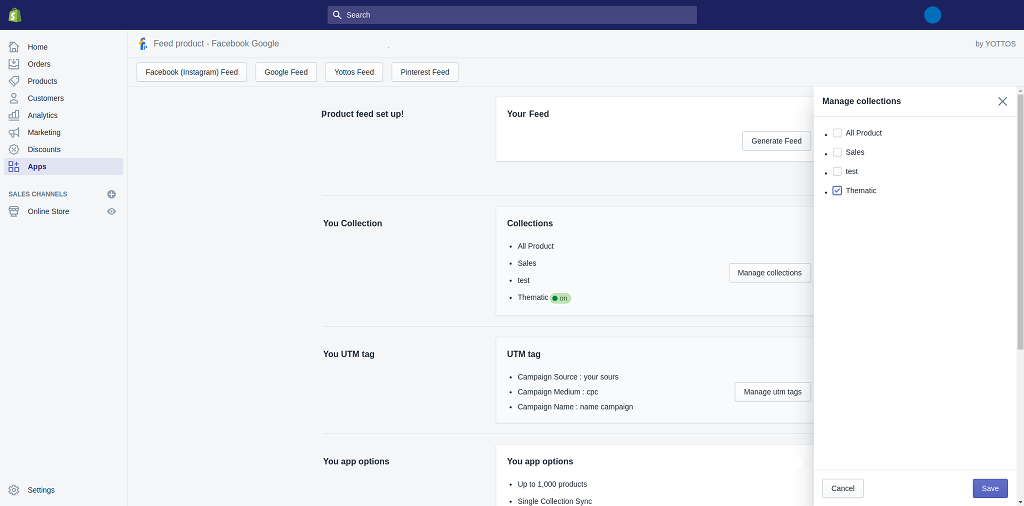 Search
Home
Orders
Products
Customers
Analytics
Marketing
Discounts
Apps
SALES CHANNELS
Online Store
Settings
Feed product - Facebook Google
by YOTTOS
Facebook (Instagram) Feed
Google Feed
Yottos Feed
Pinterest Feed
Product feed set up!
Your Feed
Generate Feed
You Collection
Collections
All Product
Sales
test
Thematic on
Manage collections
You UTM tag
UTM tag
Campaign Source : your sours
Campaign Medium : cpc
Campaign Name : name campaign
Manage utm tags
You app options
You app options
Up to 1,000 products
Single Collection Sync
Manage collections
All Product
Sales
test
Thematic
Cancel
Save